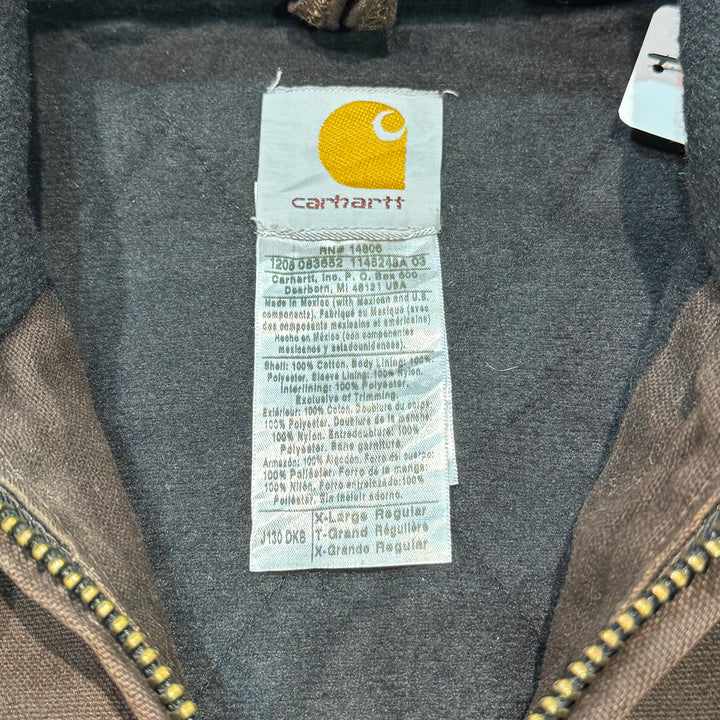 carhartt
RN# 14806
1208 083652 1145248A 03
Carhartt, Inc. P. O. Box 600
Dearborn, MI 48121 USA
Made in Mexico (with Mexican and U.S.
components). Fabriqué au Mexique (avec
des composants mexicains et américains)
Hecho en México (con componentes
mexicanos y estadounidenses).
Shell: 100% Cotton. Body Lining: 100%
Polyester. Sleeve Lining: 100% Nylon.
Interlining: 100% Polyester.
Exclusive of Trimming
Extérieur: 100% Coton. Doublure du corps:
100% Polyester. Doublure de la manche:
100% Nylon. Entredoublure: 100%
Polyester. Sans garniture.
Armazón: 100% Algodón. Forro del cuerpo:
100% Poliéster. Forro de la manga:
100% Nilón. Forro entrelazado: 100%
Poliéster. Sin incluir adorno.
J130 DKB
X-Large Regular
T-Grand Régulière
X-Grande Regular